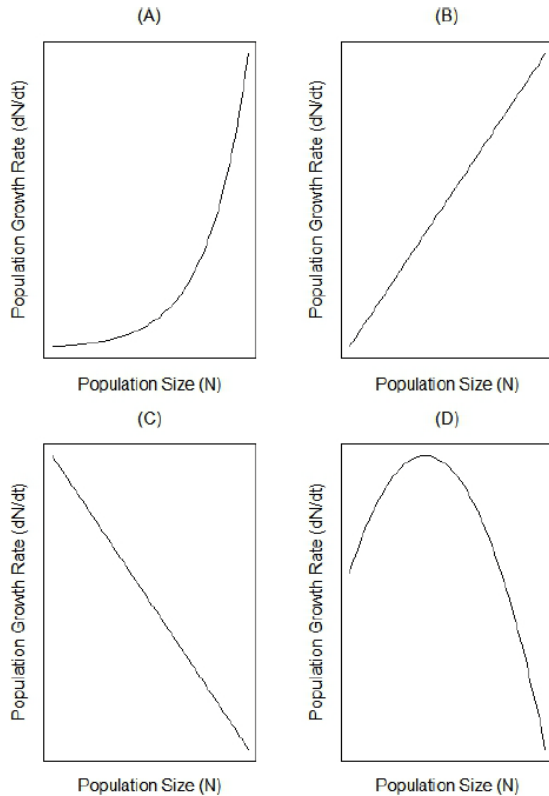 (A)
Population Growth Rate (dN/dt)
Population Size (N)
(B)
Population Growth Rate (dN/dt)
Population Size (N)
(C)
Population Growth Rate (dN/dt)
Population Size (N)
(D)
Population Growth Rate (dN/dt)
Population Size (N)